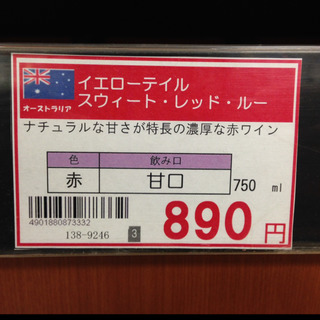 イエローテイル
オーストラリア
スウィート・レッド・ルー
ナチュラルな甘さが特長の濃厚な赤ワイン
色 飲み口
赤 甘口 750 ml
4901880873332
890円
138-9246 3